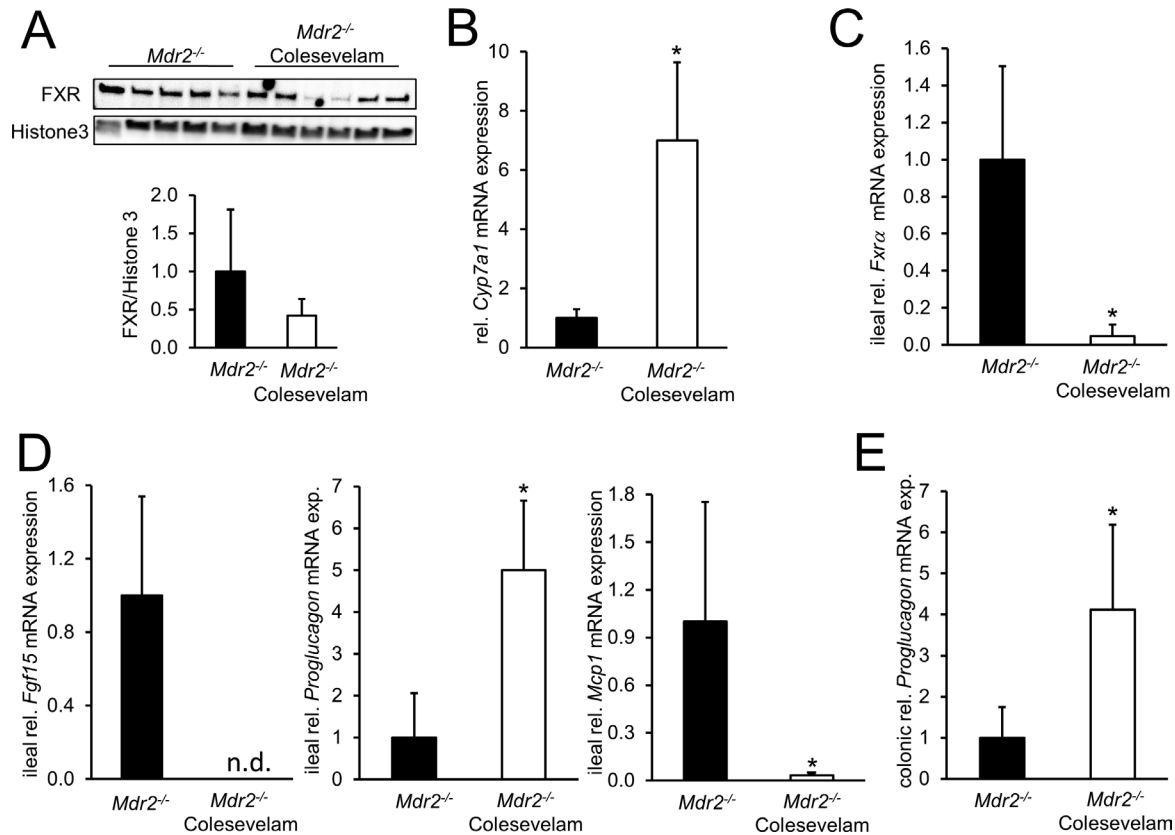 A
Mdr2-/-
Mdr2-/-
Colesevelam
FXR
Histone3
FXR/Histone 3
2.0
1.5
1.0
0.5
0.0
Mdr2-/-
Mdr2-/-
Colesevelam
B
rel. Cyp7a1 mRNA expression
10
8
6
4
2
0
*
Mdr2-/-
Mdr2-/-
Colesevelam
C
ileal rel. Fxrα mRNA expression
1.6
1.4
1.2
1.0
0.8
0.6
0.4
0.2
0.0
*
Mdr2-/-
Mdr2-/-
Colesevelam
D
ileal rel. Fgf15 mRNA expression
1.6
1.2
0.8
0.4
0.0
n.d.
Mdr2-/-
Mdr2-/-
Colesevelam
ileal rel. Proglucagon mRNA exp.
7
6
5
4
3
2
1
0
*
Mdr2-/-
Mdr2-/-
Colesevelam
ileal rel. Mcp1 mRNA expression
1.8
1.5
1.2
0.9
0.6
0.3
0.0
*
Mdr2-/-
Mdr2-/-
Colesevelam
E
colonic rel. Proglucagon mRNA exp.
7
6
5
4
3
2
1
0
*
Mdr2-/-
Mdr2-/-
Colesevelam